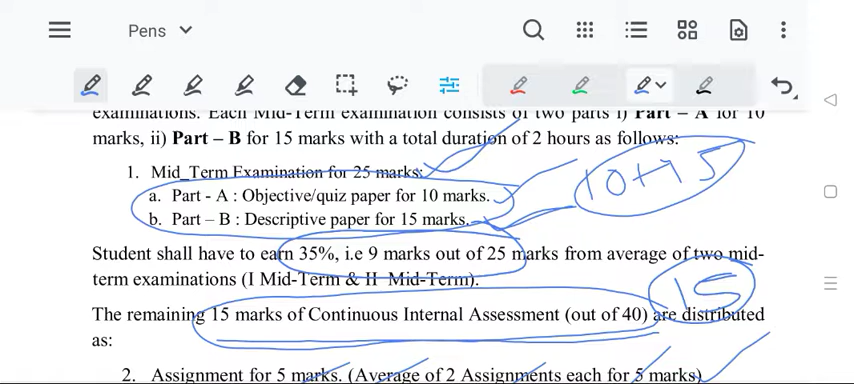 Pens
examinations. Each Mid-Term examination consists of two parts i) Part – A for 10
marks, ii) Part – B for 15 marks with a total duration of 2 hours as follows:
1. Mid_Term Examination for 25 marks:
10+15
a. Part - A : Objective/quiz paper for 10 marks.
b. Part – B : Descriptive paper for 15 marks.
Student shall have to earn 35%, i.e 9 marks out of 25 marks from average of two mid-
term examinations (I Mid-Term & II Mid-Term).
15
The remaining 15 marks of Continuous Internal Assessment (out of 40) are distributed
as:
2. Assignment for 5 marks. (Average of 2 Assignments each for 5 marks)